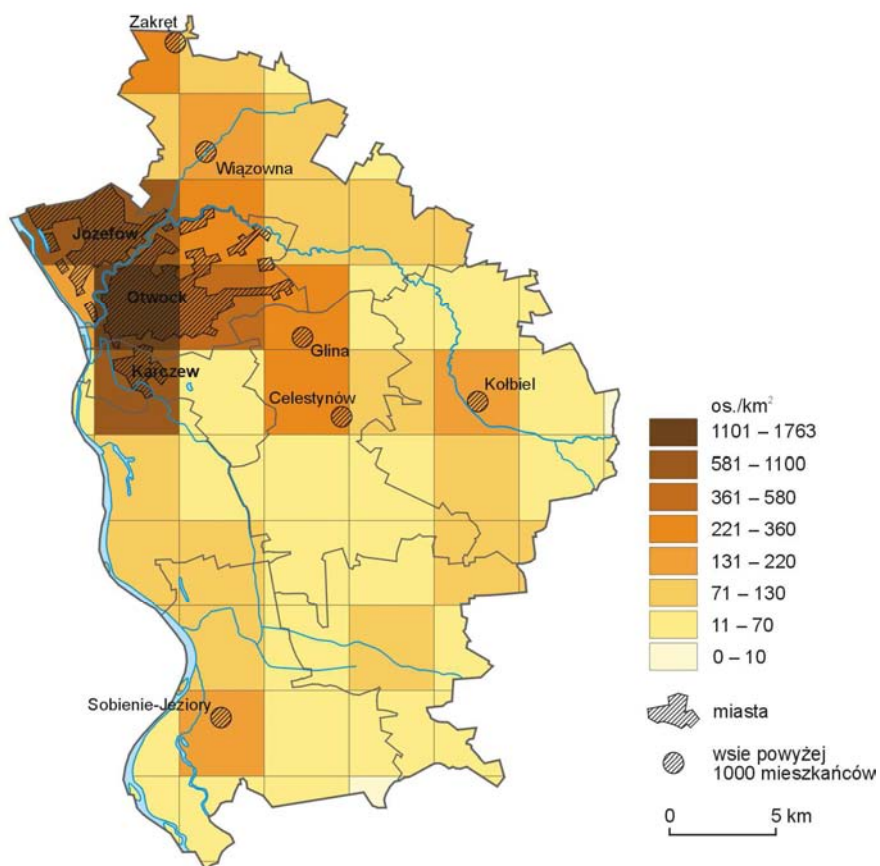 Zakręt
Wiązowna
Józefów
Otwock
Glina
Karczew
Celestynów
Kołbiel
Sobienie-Jeziory
os./km²
1101 – 1763
581 – 1100
361 – 580
221 – 360
131 – 220
71 – 130
11 – 70
0 – 10
miasta
wsie powyżej
1000 mieszkańców
0 5 km